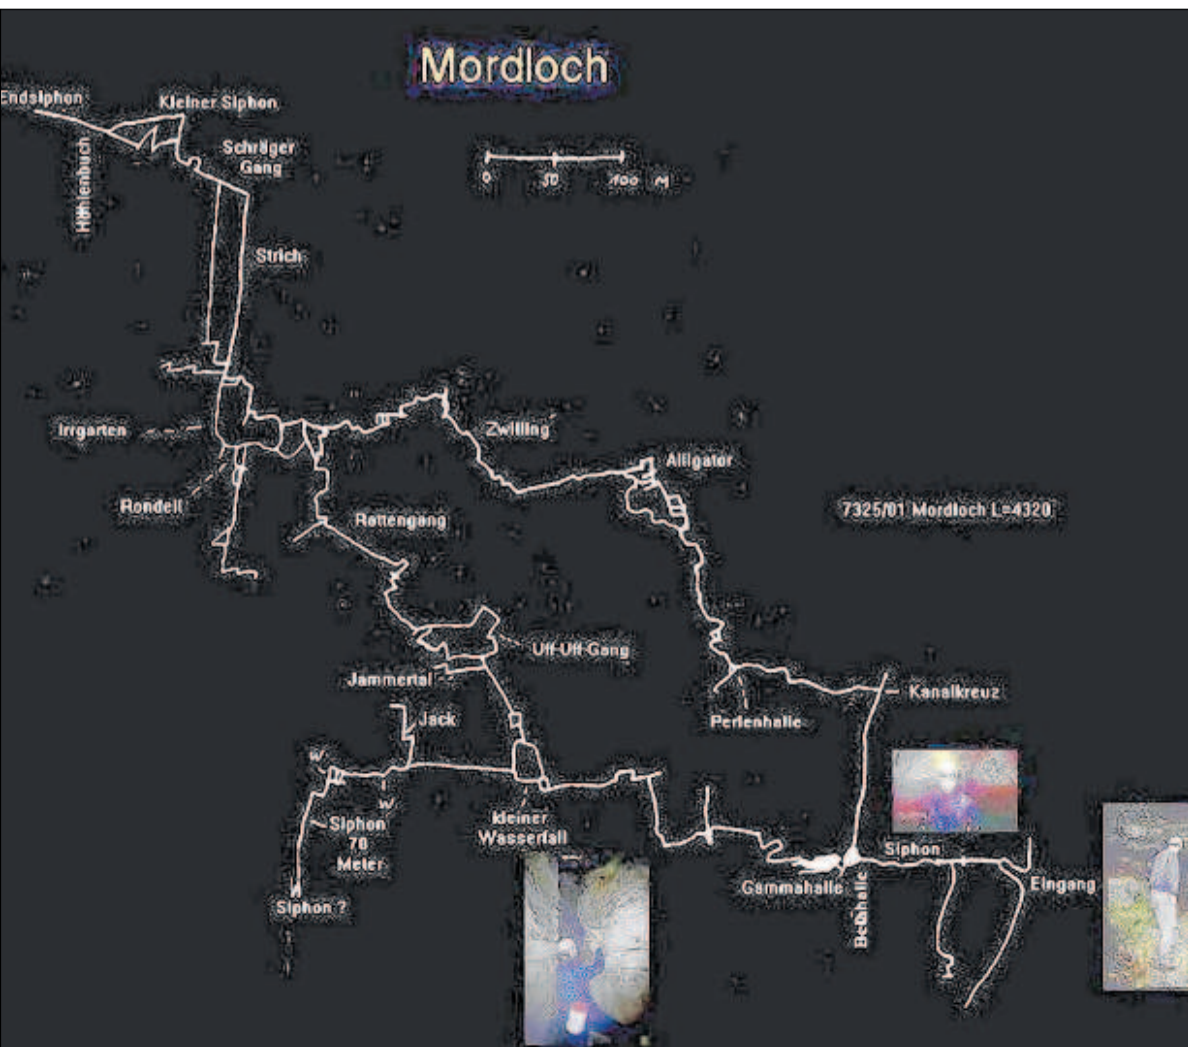 Mordloch
Endsiphon
Kleiner Siphon
Höhlenbuch
Schräger
Gang
0 50 100 M
Strich
Irrgarten
Zwilling
Alligator
Rondell
Rattengang
7325/01 Mordloch L=4320
Uff-Uff-Gang
Jammertal
Kanalkreuz
Jack
Perlenhalle
W
W
Siphon
70
Meter
kleiner
Wasserfall
Siphon
Gammahalle
Betahalle
Eingang
Siphon ?